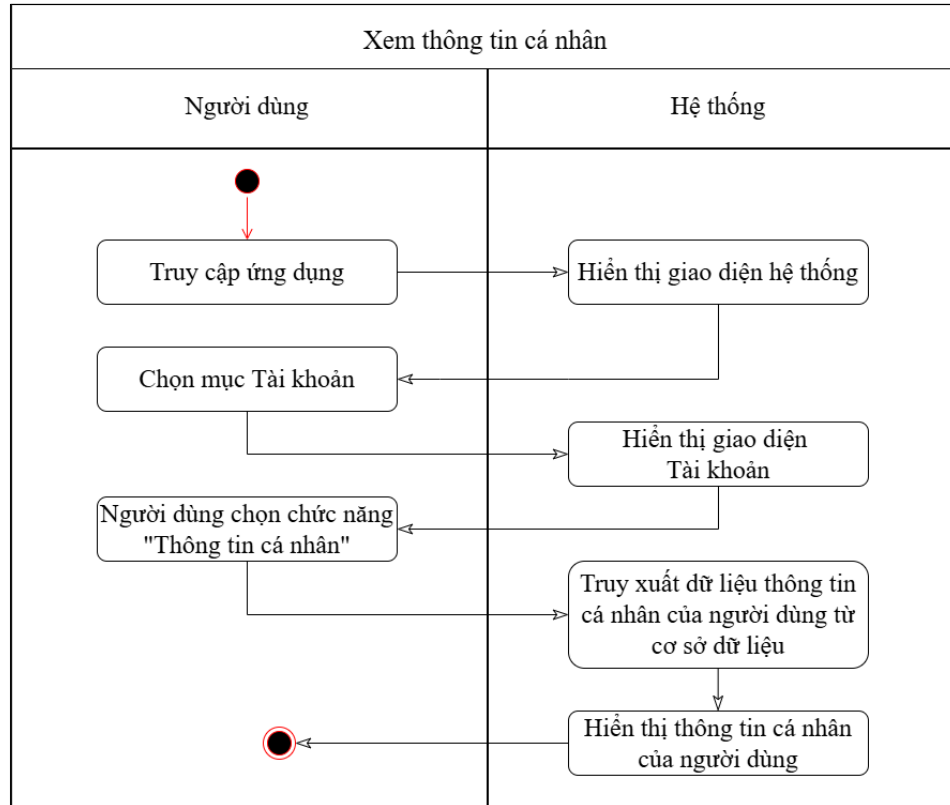 Xem thông tin cá nhân
Người dùng
Hệ thống
Truy cập ứng dụng
Hiển thị giao diện hệ thống
Chọn mục Tài khoản
Hiển thị giao diện
Tài khoản
Người dùng chọn chức năng
"Thông tin cá nhân"
Truy xuất dữ liệu thông tin
cá nhân của người dùng từ
cơ sở dữ liệu
Hiển thị thông tin cá nhân
của người dùng